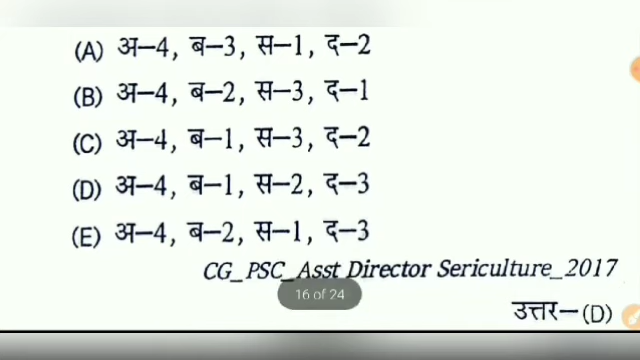 (A) अ–4, ब–3, स–1, द–2
(B) अ–4, ब–2, स–3, द–1
(C) अ–4, ब–1, स–3, द–2
(D) अ–4, ब–1, स–2, द–3
(E) अ–4, ब–2, स–1, द–3
CG_PSC_Asst Director Sericulture_2017
16 of 24
उत्तर–(D)